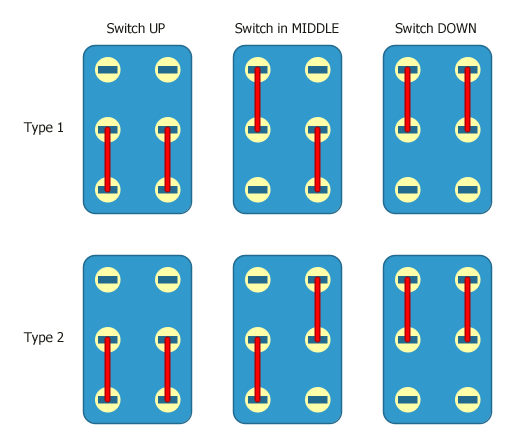 Switch UP
Switch in MIDDLE
Switch DOWN
Type 1
Type 2